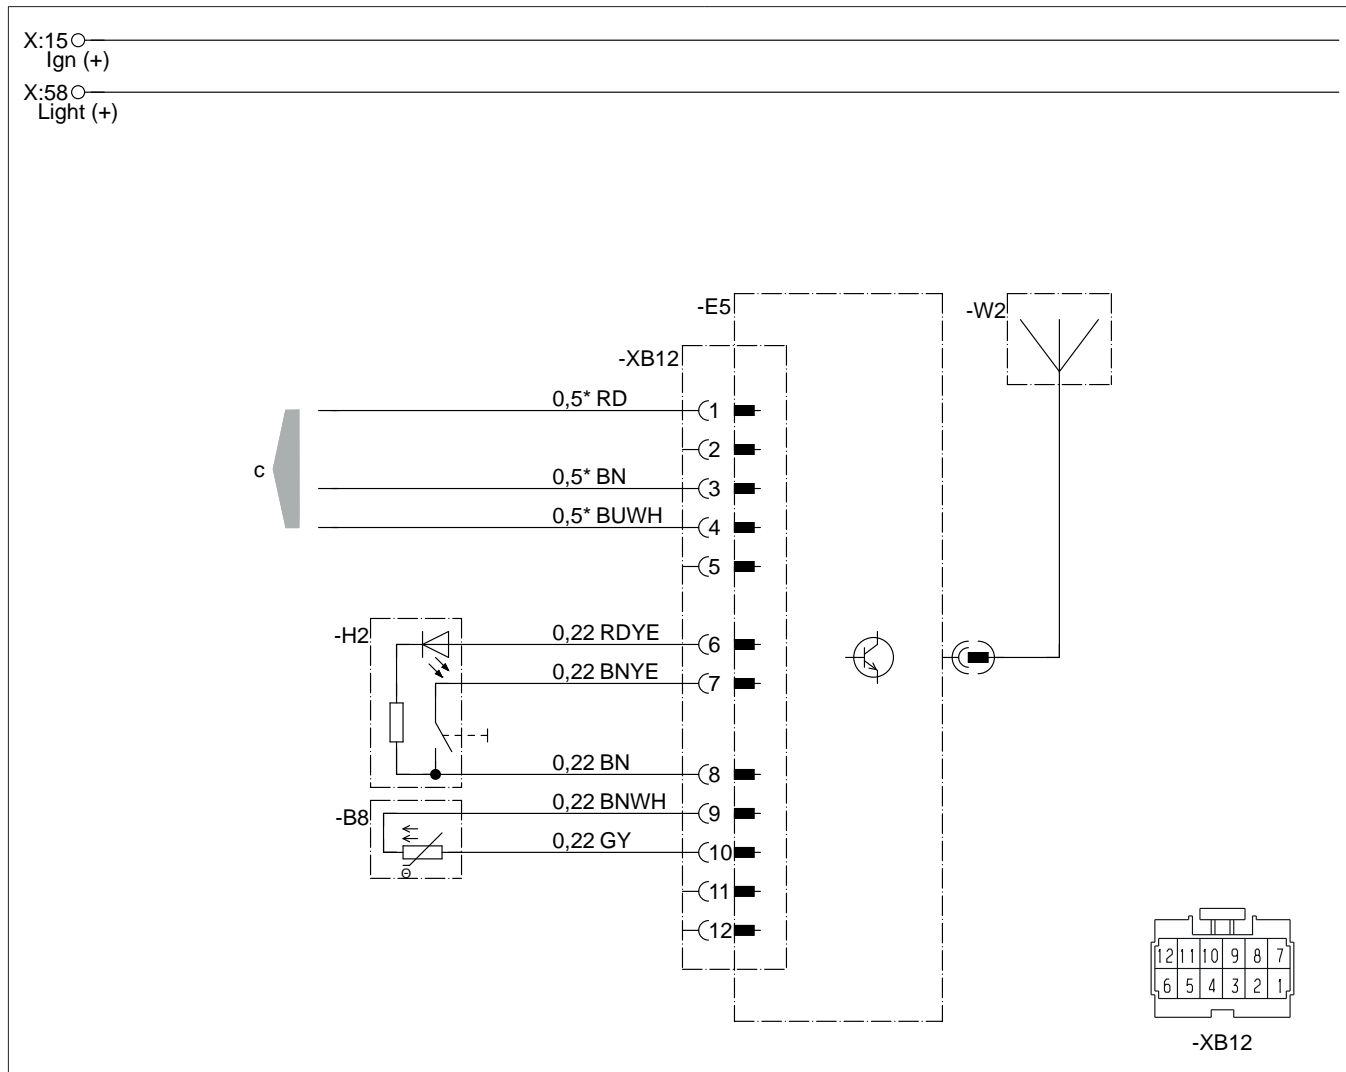 X:15
Ign (+)
X:58
Light (+)
-E5
-W2
-XB12
0,5* RD
1
2
c
0,5* BN
3
0,5* BUWH
4
5
-H2
0,22 RDYE
6
0,22 BNYE
7
0,22 BN
8
-B8
0,22 BNWH
9
0,22 GY
10
Θ
11
12
12 11 10 9 8 7
6 5 4 3 2 1
-XB12